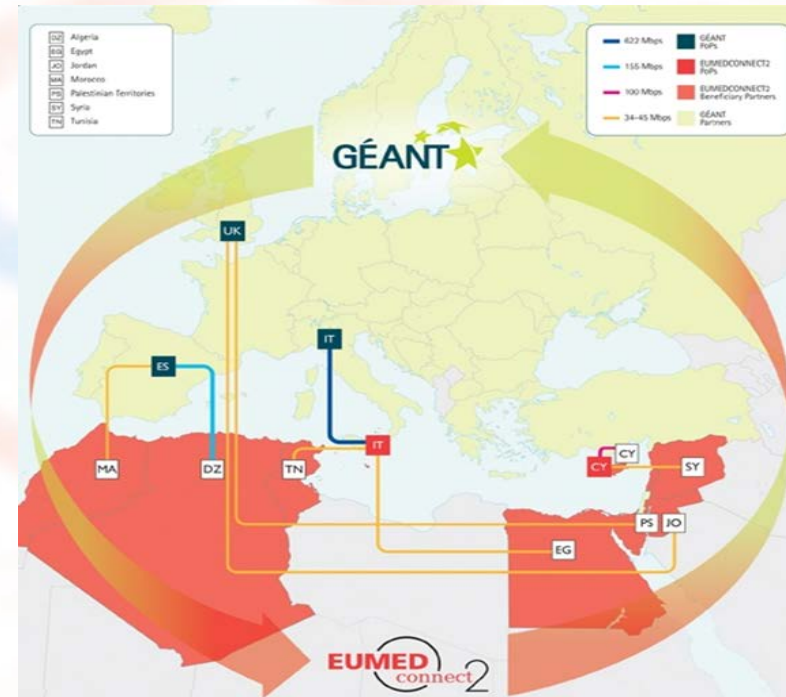 DZ Algeria
EG Egypt
JO Jordan
MA Morocco
PS Palestinian Territories
SY Syria
TN Tunisia
622 Mbps
GÉANT
PoPs
155 Mbps
EUMEDCONNECT2
PoPs
100 Mbps
EUMEDCONNECT2
Beneficiary Partners
34-45 Mbps
GÉANT
Partners
GÉANT
UK
IT
ES
IT
CY
CY
MA
DZ
TN
SY
PS
JO
EG
EUMED
connect2